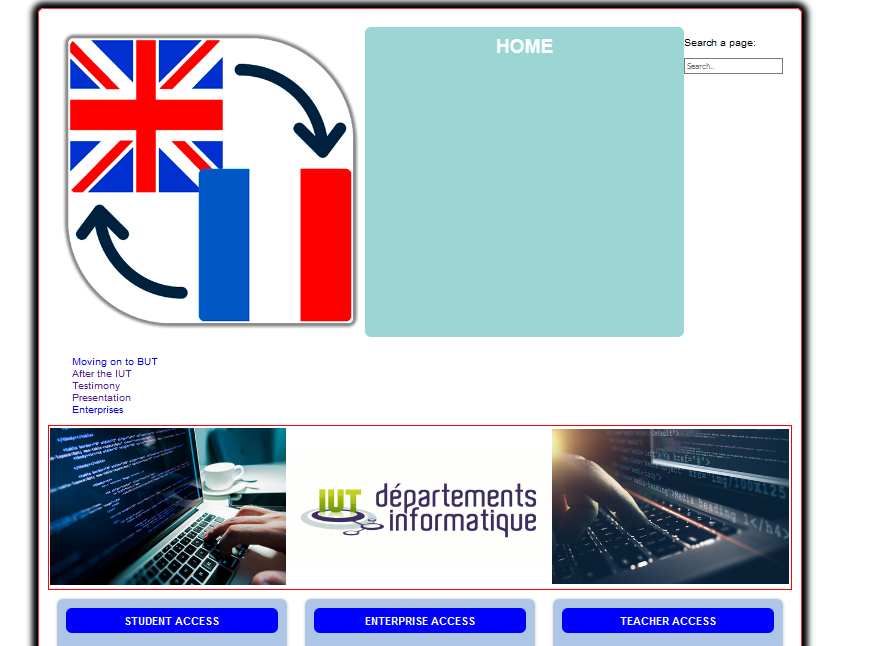 HOME
Search a page:
Search..
Moving on to BUT
After the IUT
Testimony
Presentation
Enterprises
IUT départements
informatique
STUDENT ACCESS
ENTERPRISE ACCESS
TEACHER ACCESS